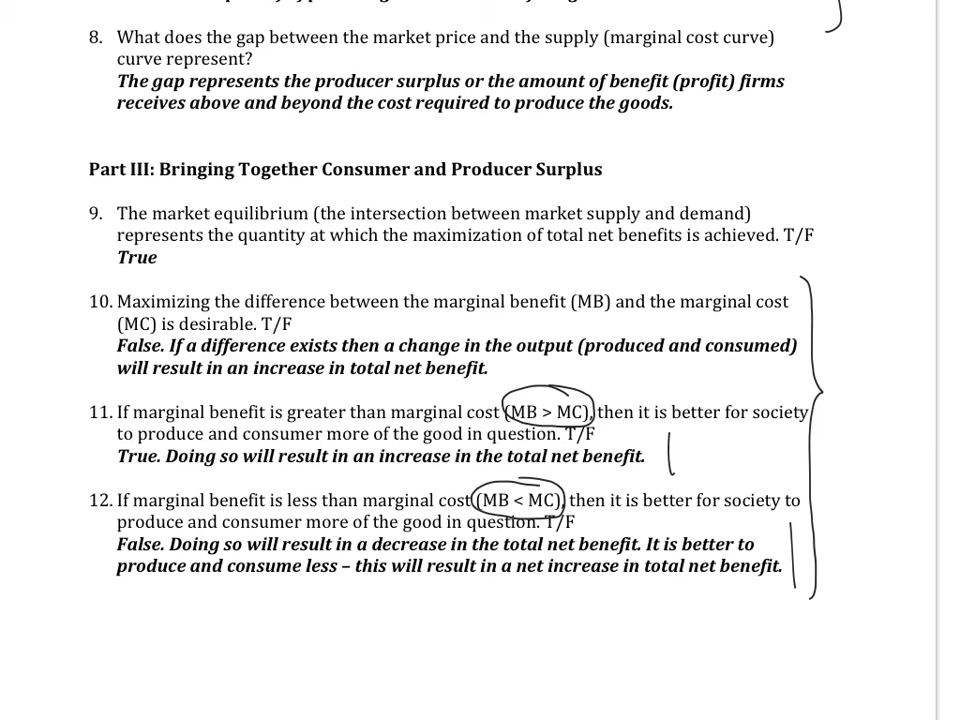 8. What does the gap between the market price and the supply (marginal cost curve)
curve represent?
The gap represents the producer surplus or the amount of benefit (profit) firms
receives above and beyond the cost required to produce the goods.
Part III: Bringing Together Consumer and Producer Surplus
9. The market equilibrium (the intersection between market supply and demand)
represents the quantity at which the maximization of total net benefits is achieved. T/F
True
10. Maximizing the difference between the marginal benefit (MB) and the marginal cost
(MC) is desirable. T/F
False. If a difference exists then a change in the output (produced and consumed)
will result in an increase in total net benefit.
11. If marginal benefit is greater than marginal cost (MB > MC), then it is better for society
to produce and consumer more of the good in question. T/F
True. Doing so will result in an increase in the total net benefit.
12. If marginal benefit is less than marginal cost (MB < MC), then it is better for society to
produce and consumer more of the good in question. T/F
False. Doing so will result in a decrease in the total net benefit. It is better to
produce and consume less – this will result in a net increase in total net benefit.